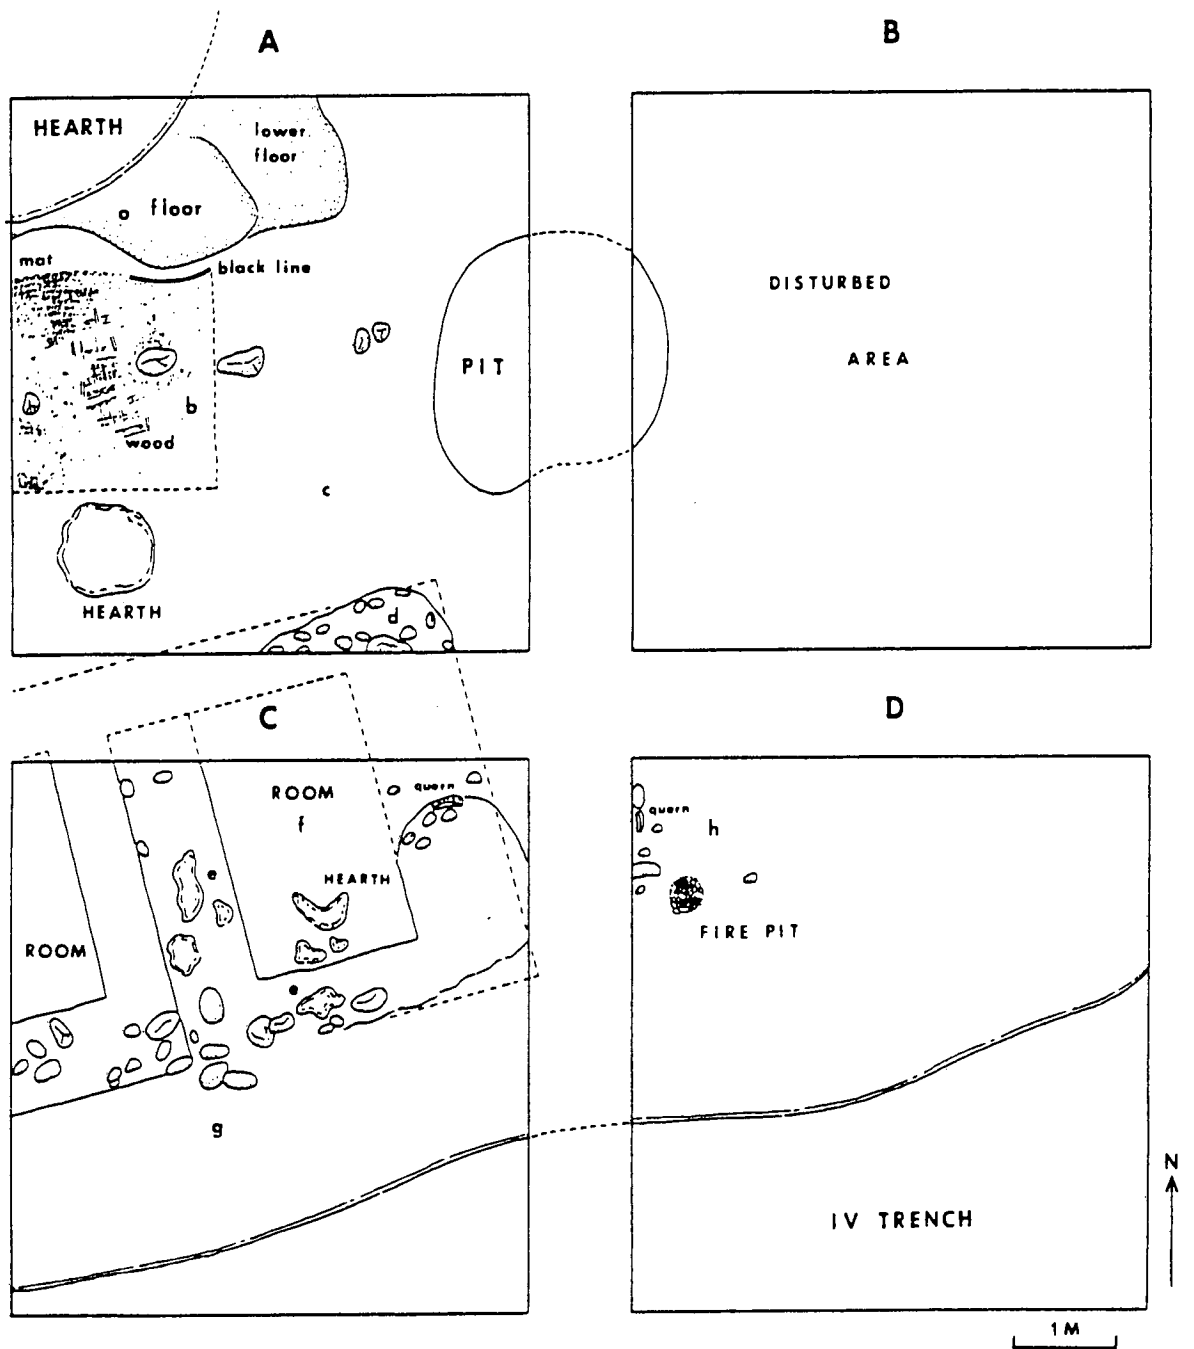 A
B
HEARTH
lower
floor
o floor
mat
black line
DISTURBED
AREA
PIT
b
wood
c
HEARTH
d
C
D
ROOM
f
quern
quern
h
e
HEARTH
FIRE PIT
ROOM
e
g
N
IV TRENCH
1 M